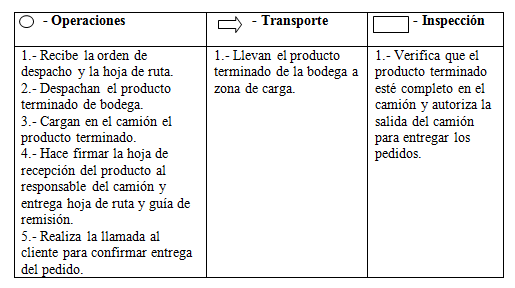 - Operaciones
1.- Recibe la orden de
despacho y la hoja de ruta.
2.- Despachan el producto
terminado de bodega.
3.- Cargan en el camión el
producto terminado.
4.- Hace firmar la hoja de
recepción del producto al
responsable del camión y
entrega hoja de ruta y guía de
remisión.
5.- Realiza la llamada al
cliente para confirmar entrega
del pedido.
- Transporte
1.- Llevan el producto
terminado de la bodega a
zona de carga.
- Inspección
1.- Verifica que el
producto terminado
esté completo en el
camión y autoriza la
salida del camión
para entregar los
pedidos.